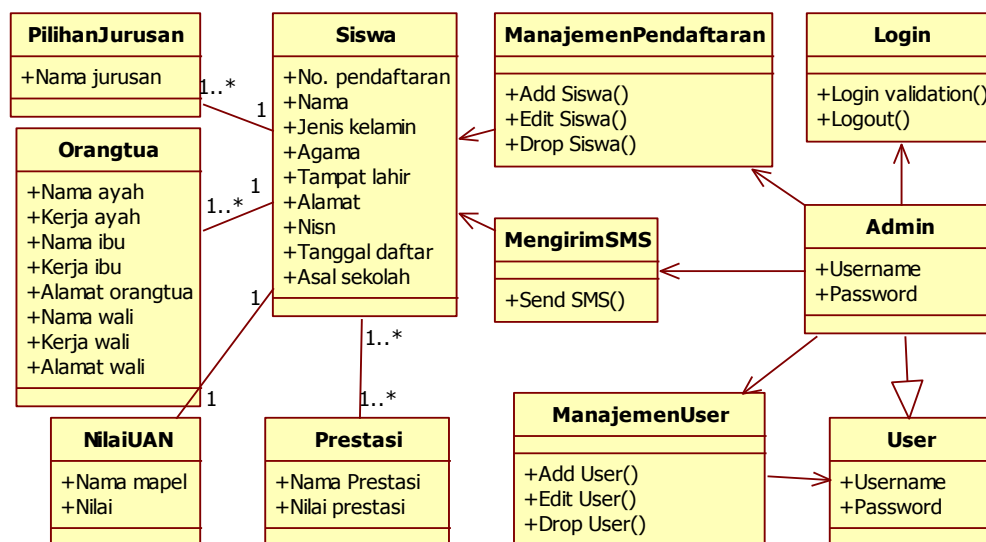 PilihanJurusan
+Nama jurusan
1..*
1
Orangtua
+Nama ayah
+Kerja ayah
+Nama ibu
+Kerja ibu
+Alamat orangtua
+Nama wali
+Kerja wali
+Alamat wali
1..*
1
Siswa
+No. pendaftaran
+Nama
+Jenis kelamin
+Agama
+Tampat lahir
+Alamat
+Nisn
+Tanggal daftar
+Asal sekolah
1
1
1..*
1..*
NilaiUAN
+Nama mapel
+Nilai
Prestasi
+Nama Prestasi
+Nilai prestasi
ManajemenPendaftaran
+Add Siswa()
+Edit Siswa()
+Drop Siswa()
MengirimSMS
+Send SMS()
Login
+Login validation()
+Logout()
Admin
+Username
+Password
ManajemenUser
+Add User()
+Edit User()
+Drop User()
User
+Username
+Password